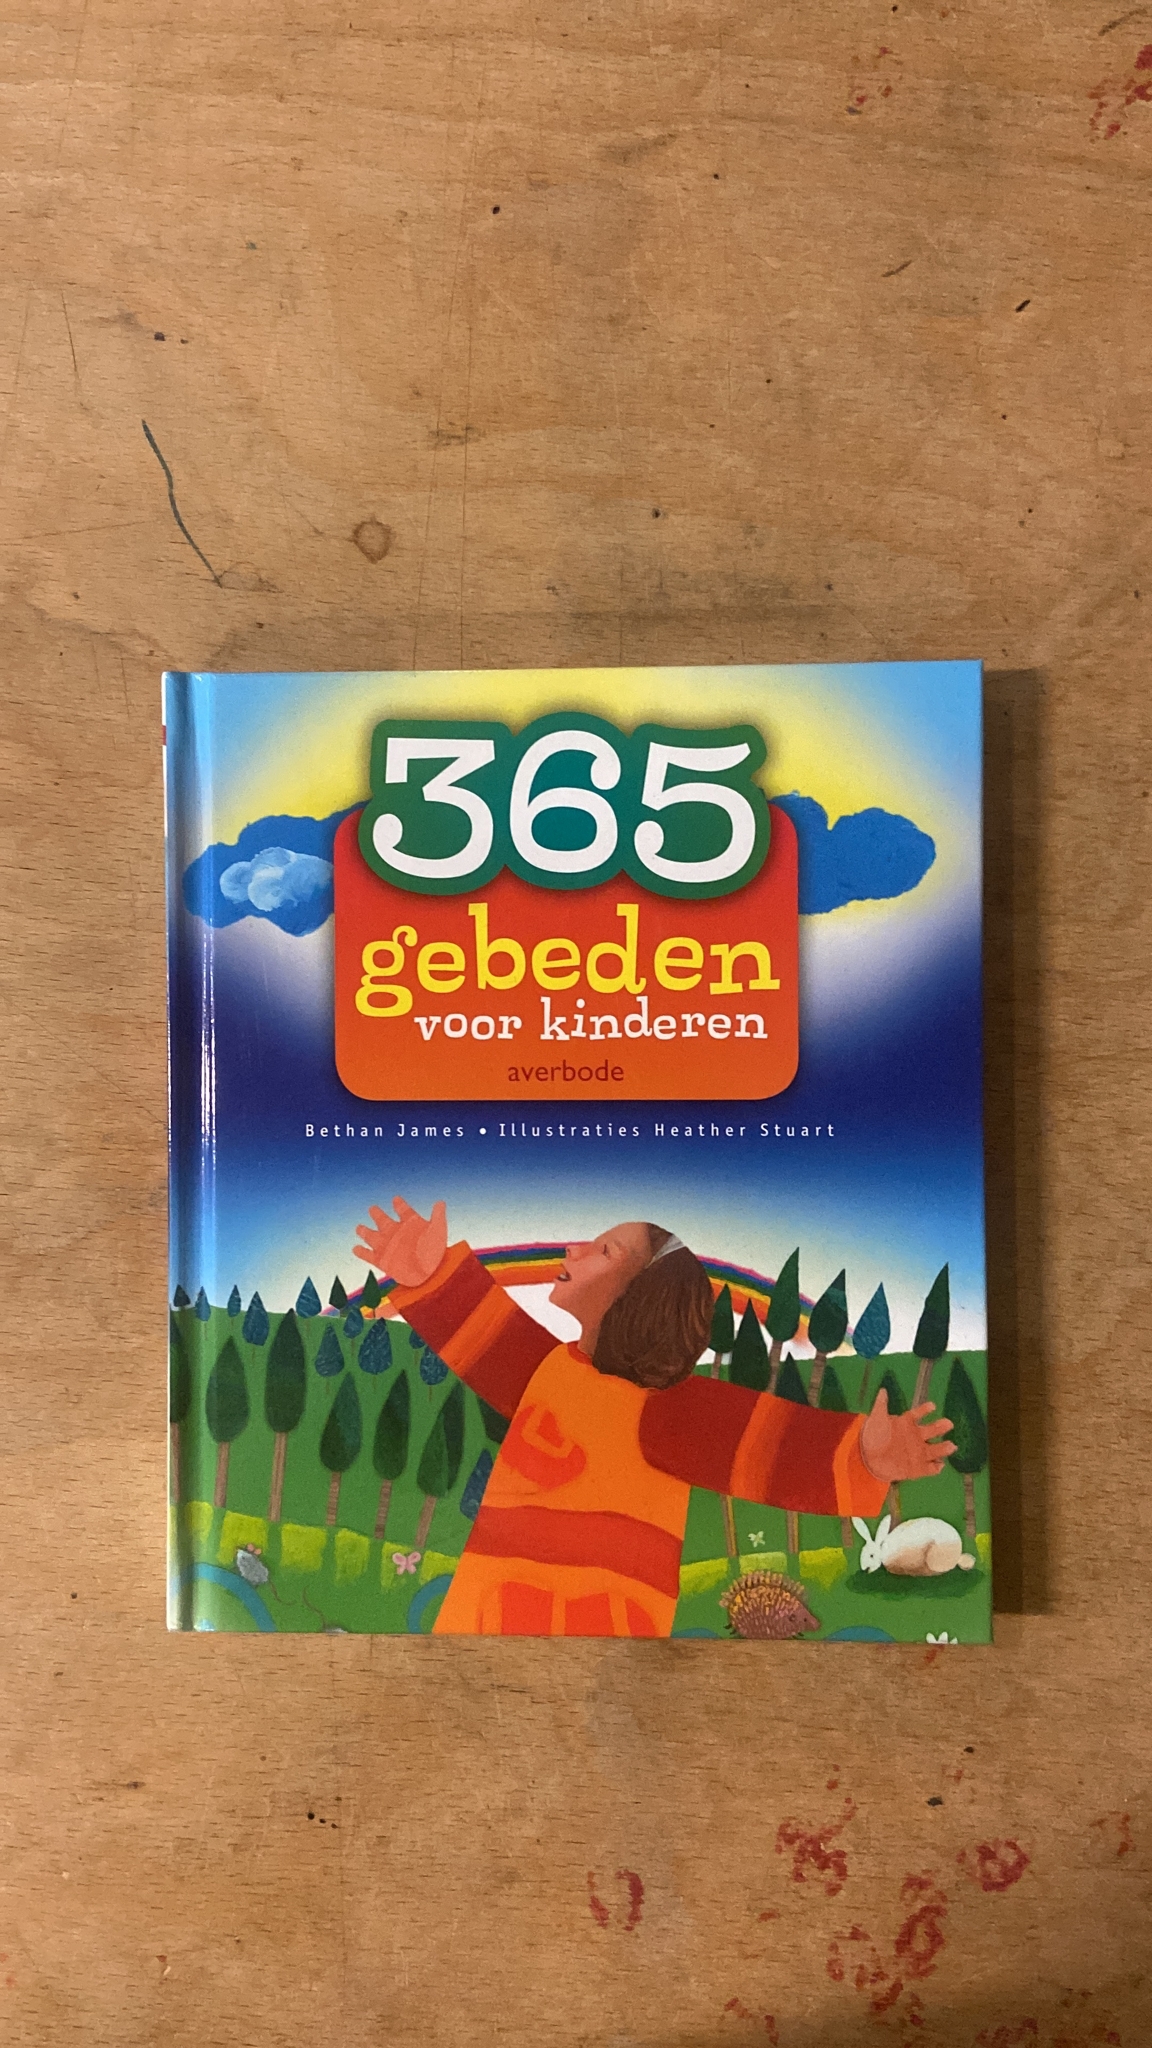 365
gebeden
voor kinderen
averbode
Bethan James • Illustraties Heather Stuart